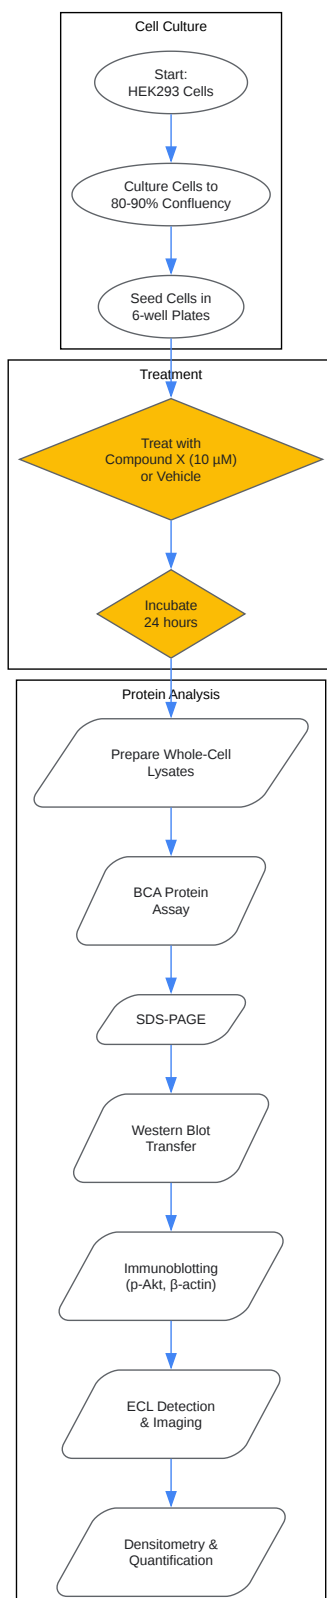 Cell Culture
Start:
HEK293 Cells
Culture Cells to
80-90% Confluency
Seed Cells in
6-well Plates
Treatment
Treat with
Compound X (10 µM)
or Vehicle
Incubate
24 hours
Protein Analysis
Prepare Whole-Cell
Lysates
BCA Protein
Assay
SDS-PAGE
Western Blot
Transfer
Immunoblotting
(p-Akt, β-actin)
ECL Detection
& Imaging
Densitometry &
Quantification